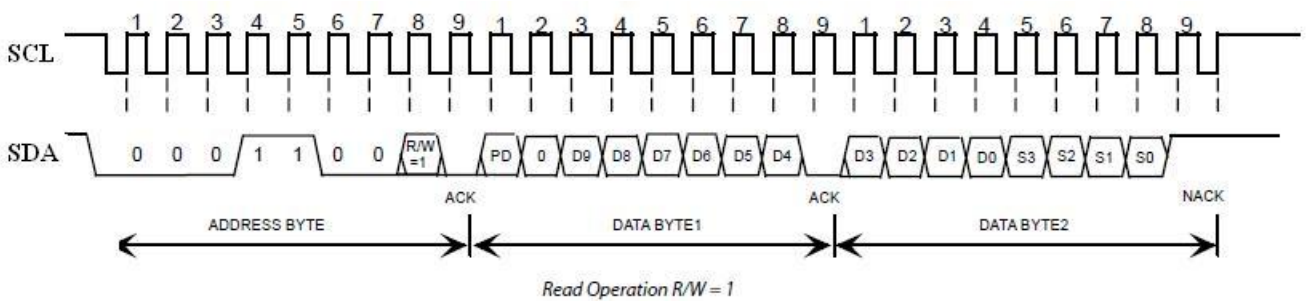 1 2 3 4 5 6 7 8 9 1 2 3 4 5 6 7 8 9 1 2 3 4 5 6 7 8 9
SCL
SDA 0 0 0 1 1 0 0 R/W =1 PD 0 D9 D8 D7 D6 D5 D4 D3 D2 D1 D0 S3 S2 S1 S0
ACK ACK NACK
ADDRESS BYTE DATA BYTE1 DATA BYTE2
Read Operation R/W = 1